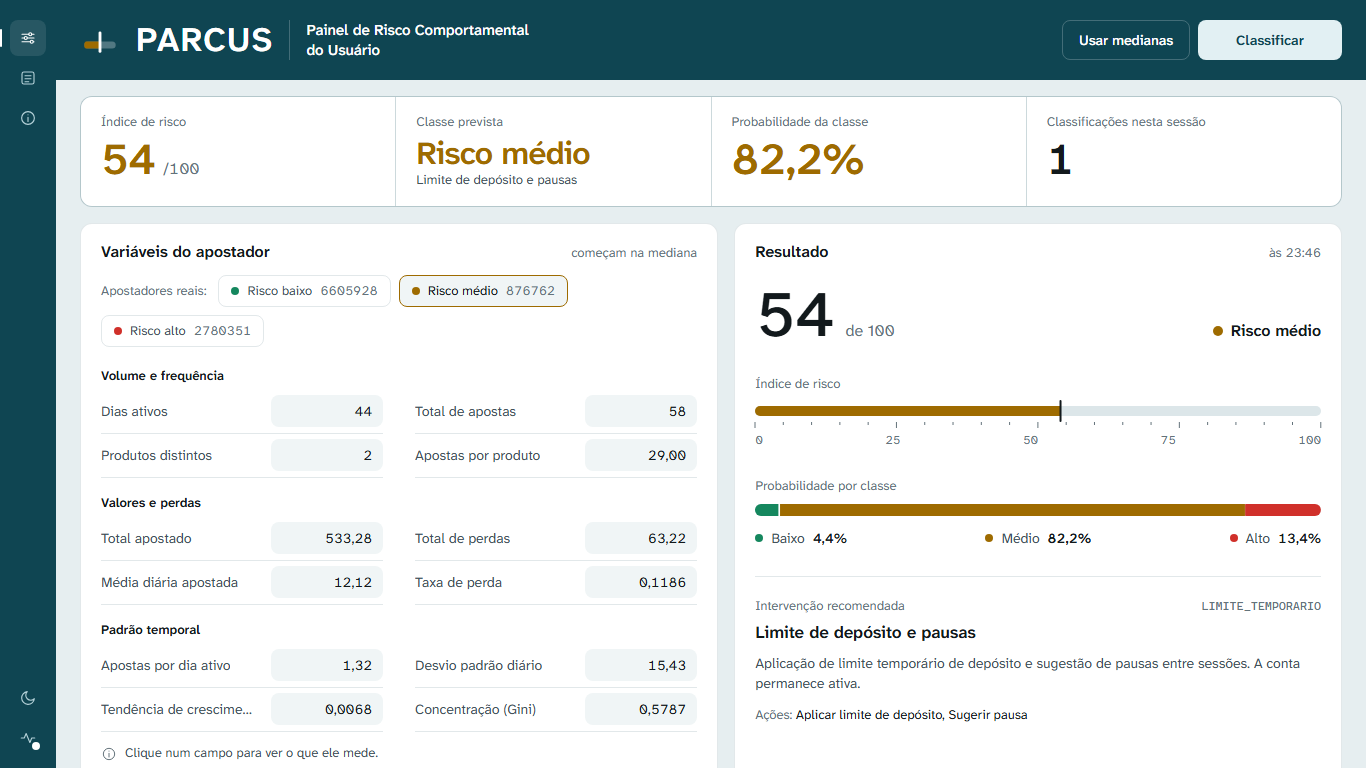 PARCUS
Painel de Risco Comportamental
do Usuário
Usar medianas
Classificar
Índice de risco
54 /100
Classe prevista
Risco médio
Limite de depósito e pausas
Probabilidade da classe
82,2%
Classificações nesta sessão
1
Variáveis do apostador
começam na mediana
Apostadores reais:
Risco baixo 6605928
Risco médio 876762
Risco alto 2780351
Volume e frequência
Dias ativos 44
Total de apostas 58
Produtos distintos 2
Apostas por produto 29,00
Valores e perdas
Total apostado 533,28
Total de perdas 63,22
Média diária apostada 12,12
Taxa de perda 0,1186
Padrão temporal
Apostas por dia ativo 1,32
Desvio padrão diário 15,43
Tendência de crescime... 0,0068
Concentração (Gini) 0,5787
Clique num campo para ver o que ele mede.
Resultado
às 23:46
54 de 100
Risco médio
Índice de risco
0 25 50 75 100
Probabilidade por classe
Baixo 4,4%
Médio 82,2%
Alto 13,4%
Intervenção recomendada
LIMITE_TEMPORARIO
Limite de depósito e pausas
Aplicação de limite temporário de depósito e sugestão de pausas entre sessões. A conta
permanece ativa.
Ações: Aplicar limite de depósito, Sugerir pausa